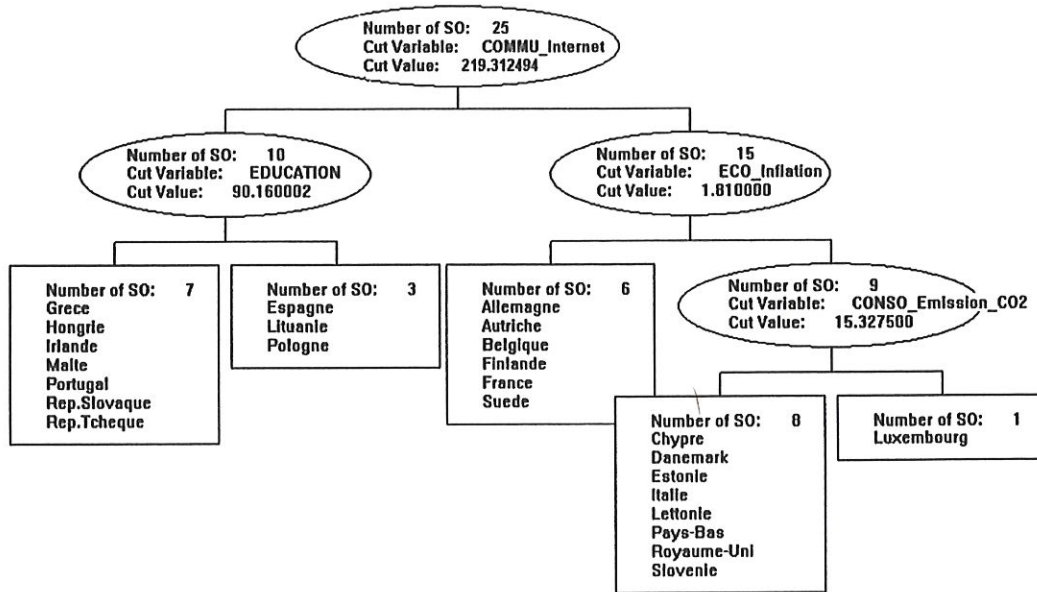 Number of SO: 25
Cut Variable: COMMU_Internet
Cut Value: 219.312494
Number of SO: 10
Cut Variable: EDUCATION
Cut Value: 90.160002
Number of SO: 15
Cut Variable: ECO_Inflation
Cut Value: 1.810000
Number of SO: 7
Grece
Hongrie
Irlande
Malte
Portugal
Rep.Slovaque
Rep.Tcheque
Number of SO: 3
Espagne
Lituanie
Pologne
Number of SO: 6
Allemagne
Autriche
Belgique
Finlande
France
Suede
Number of SO: 9
Cut Variable: CONSO_Emission_CO2
Cut Value: 15.327500
Number of SO: 8
Chypre
Danemark
Estonie
Italie
Lettonie
Pays-Bas
Royaume-Uni
Slovenie
Number of SO: 1
Luxembourg